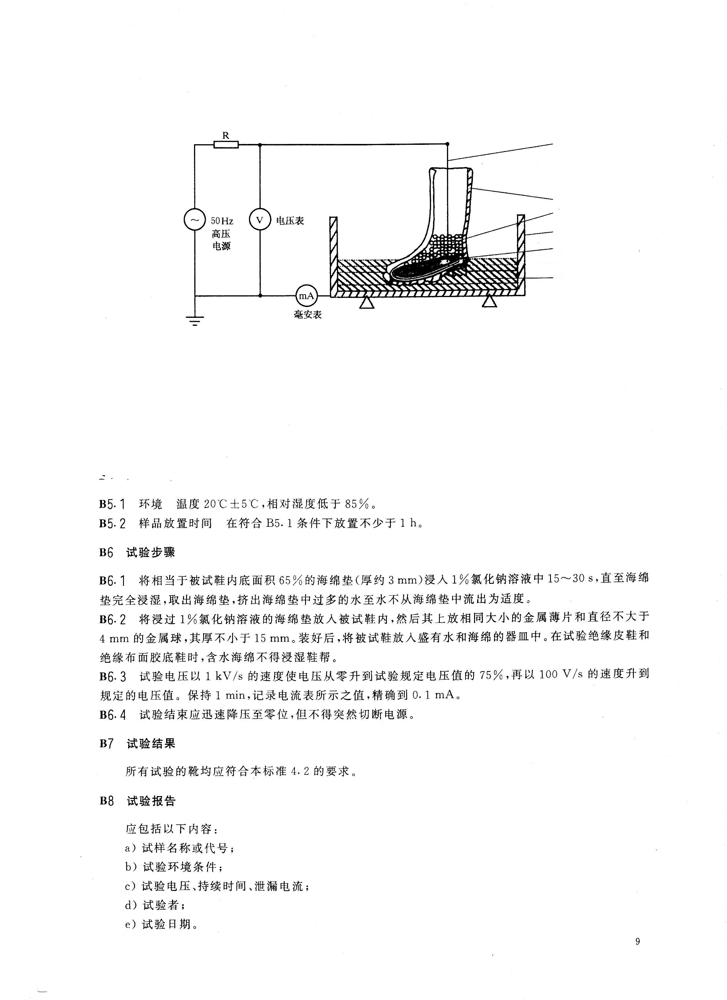 R
50Hz
高压
电源
V
电压表
mA
毫安表
B5.1 环境 温度 20℃±5℃,相对湿度低于 85%。
B5.2 样品放置时间 在符合 B5.1 条件下放置不少于 1 h。
B6 试验步骤
B6.1 将相当于被试鞋内底面积 65%的海绵垫(厚约 3 mm)浸入 1%氯化钠溶液中 15～30 s,直至海绵
垫完全浸湿,取出海绵垫,挤出海绵垫中过多的水至水不从海绵垫中流出为适度。
B6.2 将浸过 1%氯化钠溶液的海绵垫放入被试鞋内,然后其上放相同大小的金属薄片和直径不大于
4 mm 的金属球,其厚不小于 15 mm。装好后,将被试鞋放入盛有水和海绵的器皿中。在试验绝缘皮鞋和
绝缘布面胶底鞋时,含水海绵不得浸湿鞋帮。
B6.3 试验电压以 1 kV/s 的速度使电压从零升到试验规定电压值的 75%,再以 100 V/s 的速度升到
规定的电压值。保持 1 min,记录电流表所示之值,精确到 0.1 mA。
B6.4 试验结束应迅速降压至零位,但不得突然切断电源。
B7 试验结果
所有试验的靴均应符合本标准 4.2 的要求。
B8 试验报告
应包括以下内容:
a) 试样名称或代号;
b) 试验环境条件;
c) 试验电压、持续时间、泄漏电流;
d) 试验者;
e) 试验日期。
9